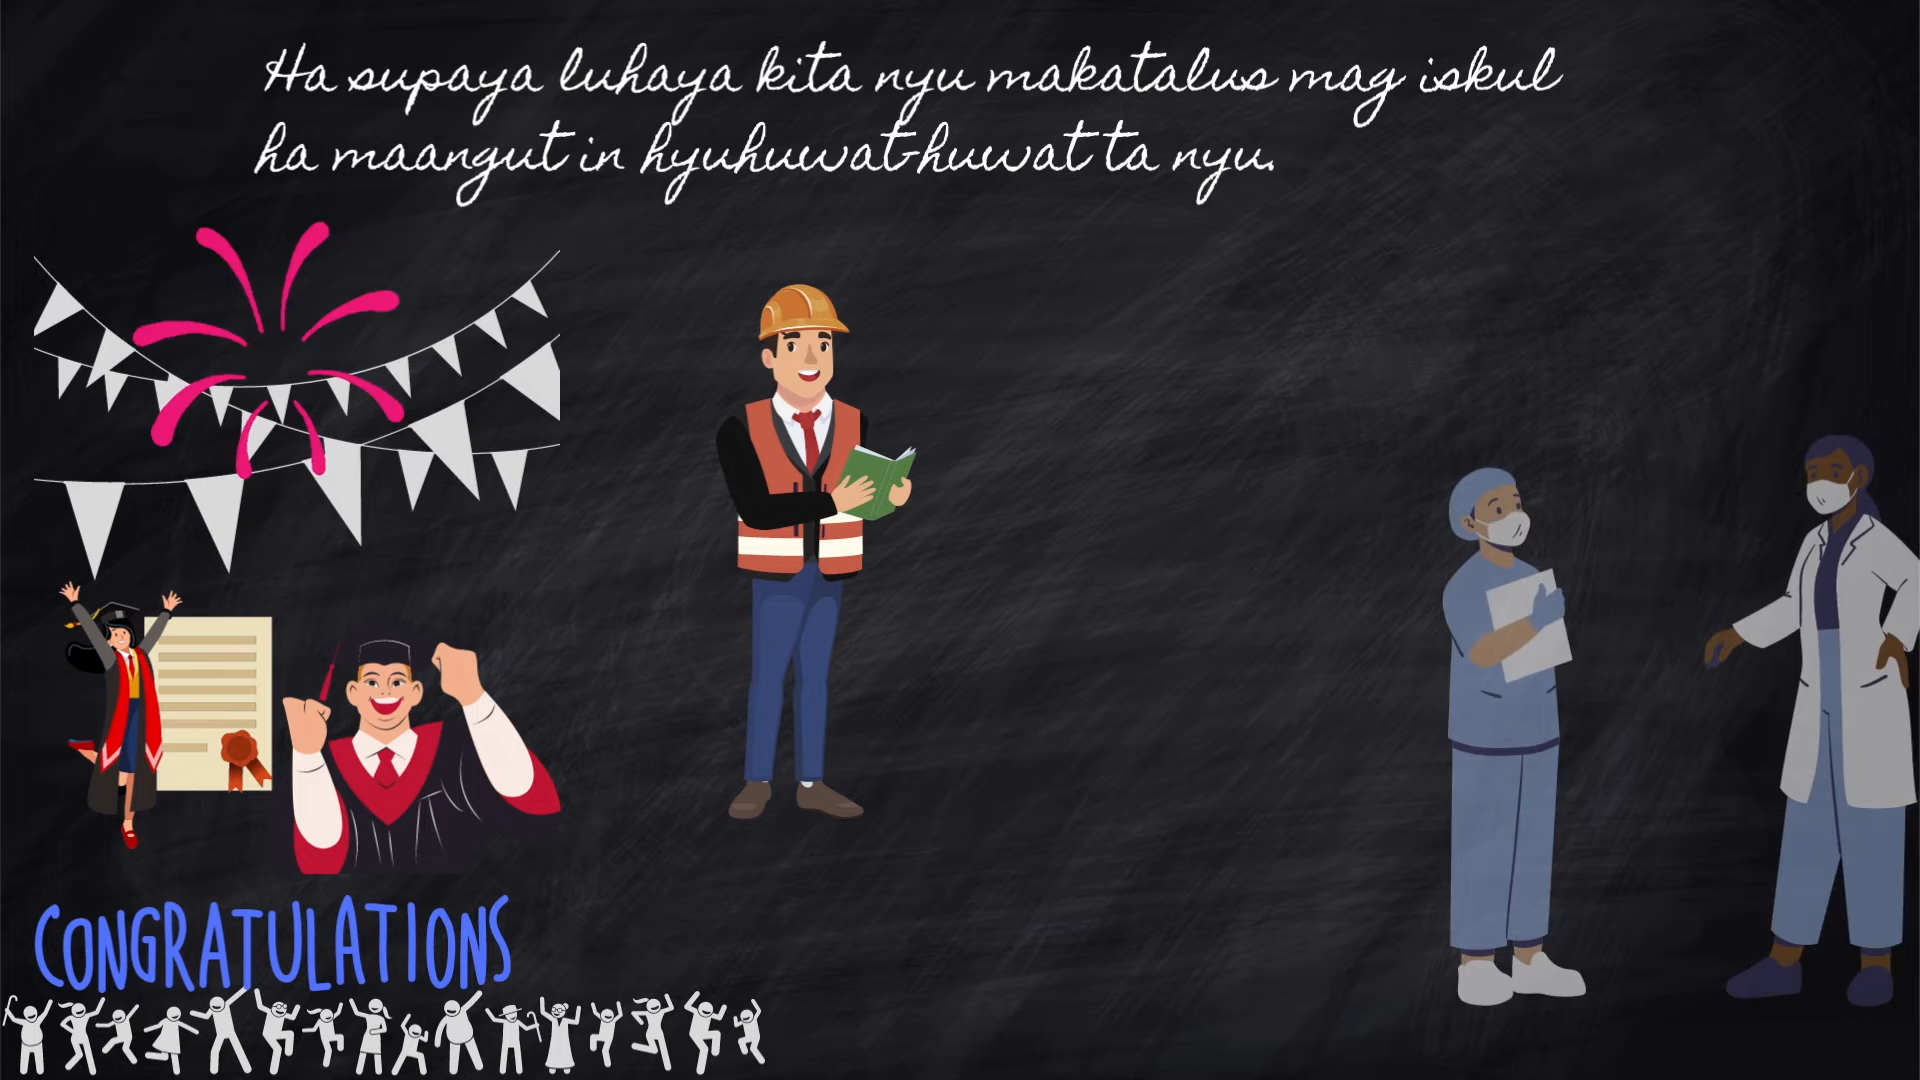 Ha supaya luhaya kita nyu makatalus mag iskul
ha maangut in hyuhuwat-huwat ta nyu.
CONGRATULATIONS